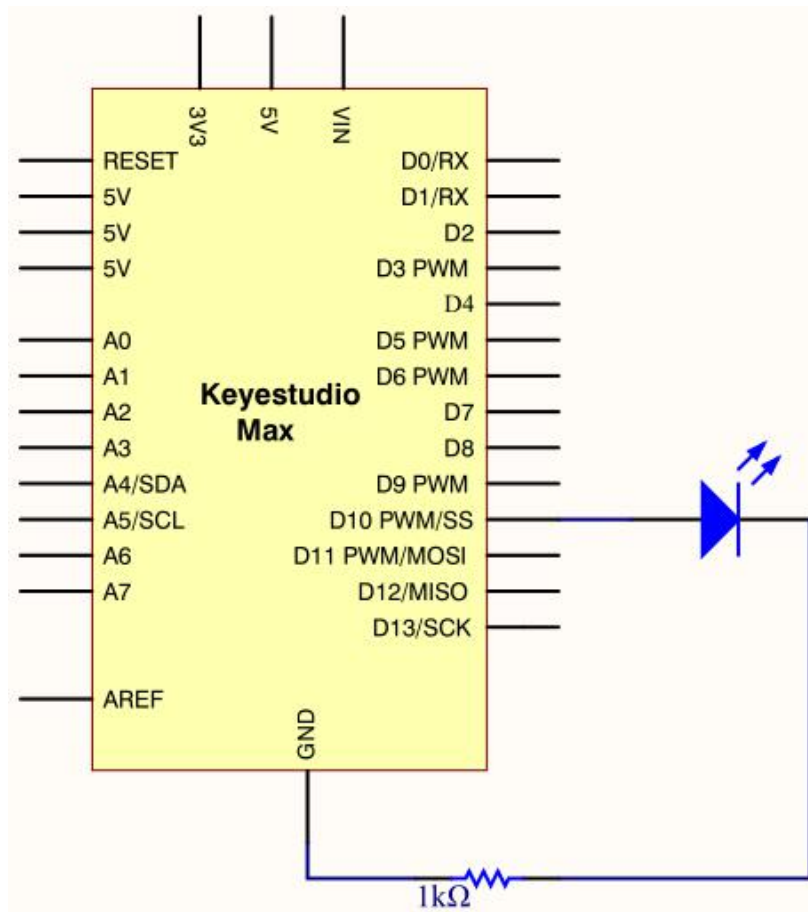 3V3
5V
VIN
RESET
5V
5V
5V
A0
A1
A2
A3
A4/SDA
A5/SCL
A6
A7
AREF
Keyestudio
Max
D0/RX
D1/RX
D2
D3 PWM
D4
D5 PWM
D6 PWM
D7
D8
D9 PWM
D10 PWM/SS
D11 PWM/MOSI
D12/MISO
D13/SCK
GND
1kΩ